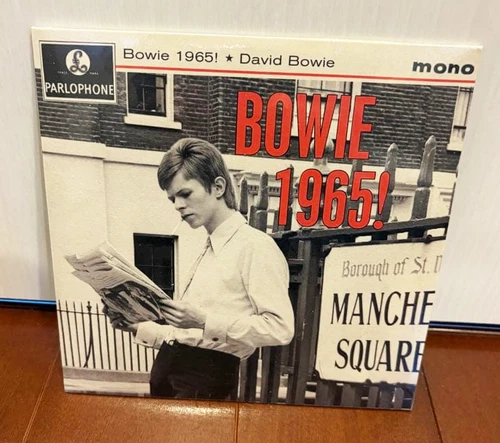 Bowie 1965! ★ David Bowie
mono
PARLOPHONE
BOWIE
1965!
Borough of St.
MANCHE
SQUARE